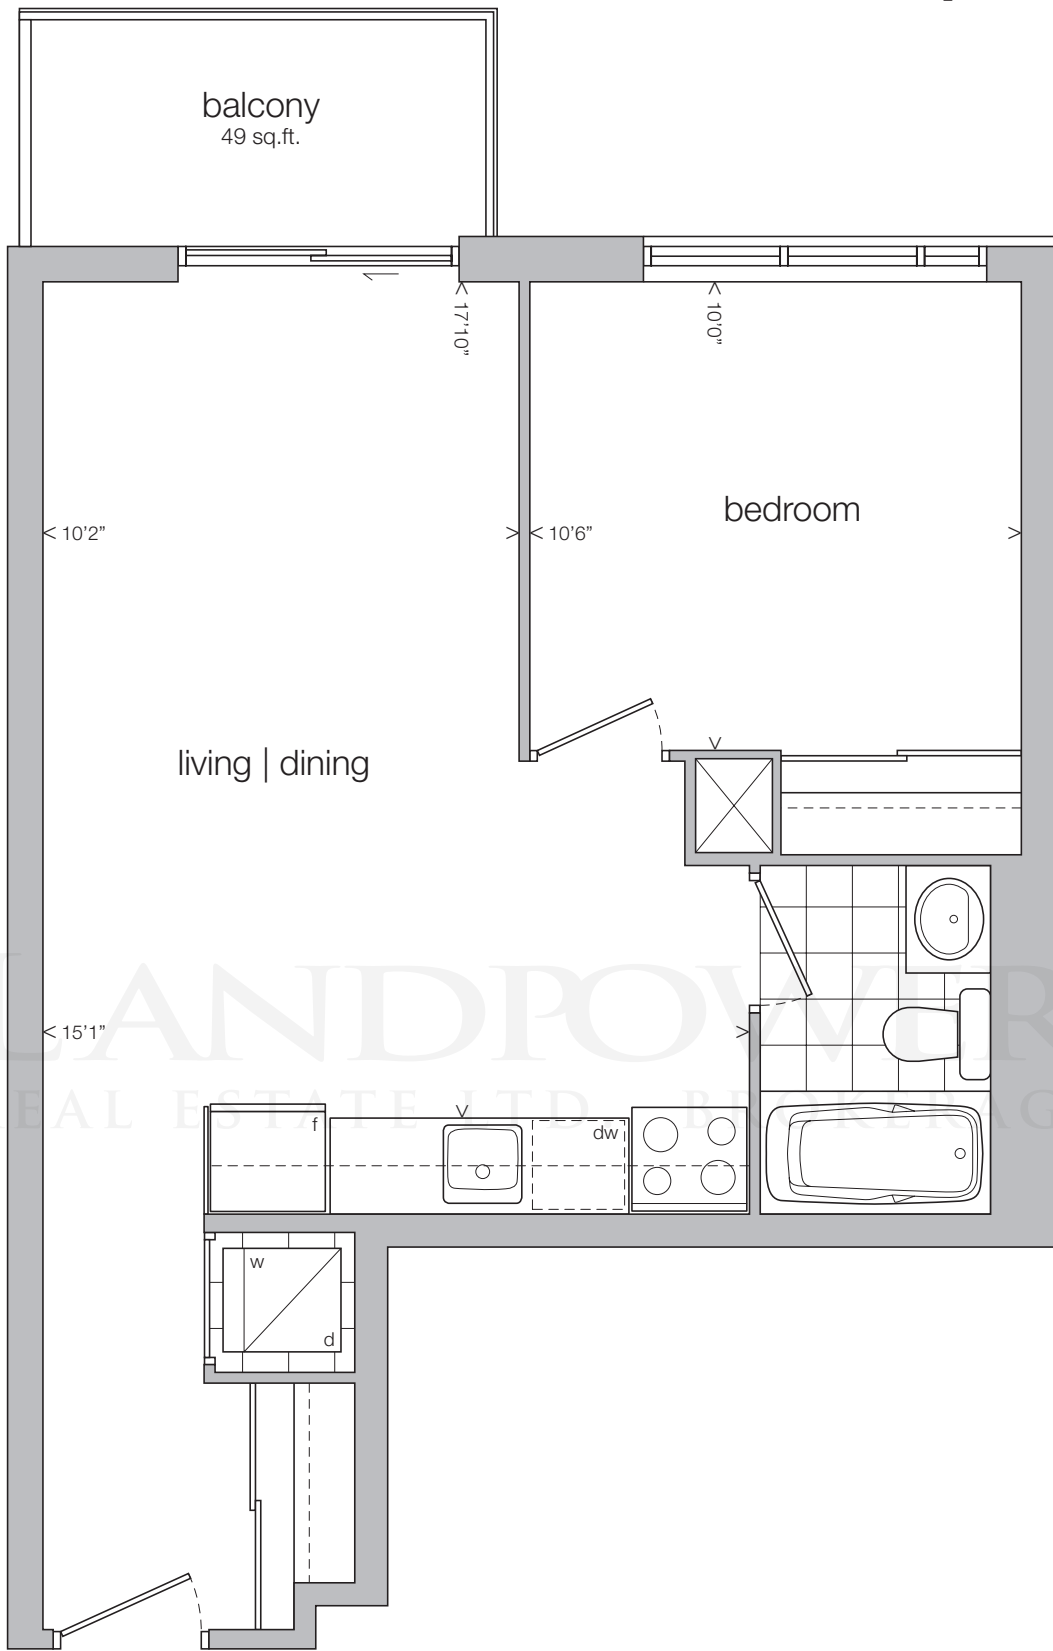 balcony
49 sq.ft.
17'10"
10'0"
10'2"
10'6"
bedroom
living | dining
LANDPOWER
15'1"
REAL ESTATE LTD. BROKERAGE
f
dw
w
d